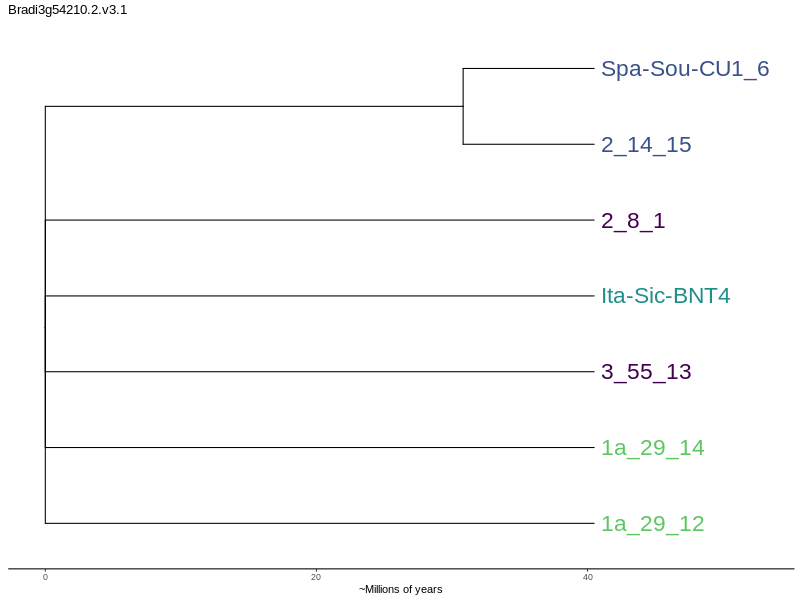 Bradi3g54210.2.v3.1
Spa-Sou-CU1_6
2_14_15
2_8_1
Ita-Sic-BNT4
3_55_13
1a_29_14
1a_29_12
0 20 40
~Millions of years